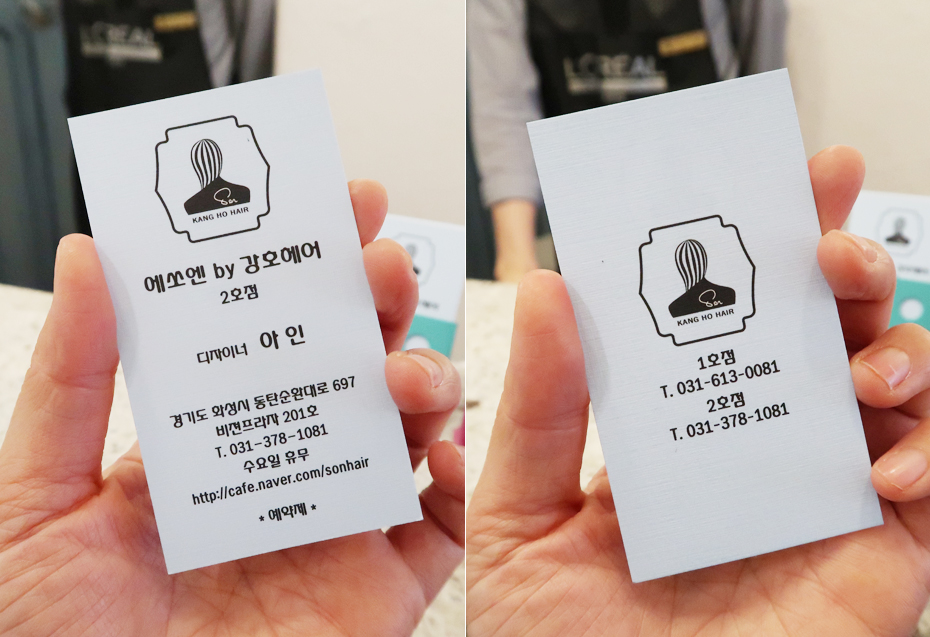 L'OREAL
Son
KANG HO HAIR
에쏘엔 by 강호헤어
2호점
디자이너 아인
경기도 화성시 동탄순환대로 697
비젼프라자 201호
T. 031-378-1081
수요일 휴무
http://cafe.naver.com/sonhair
* 예약제 *
L'OREAL
Son
KANG HO HAIR
1호점
T. 031-613-0081
2호점
T. 031-378-1081